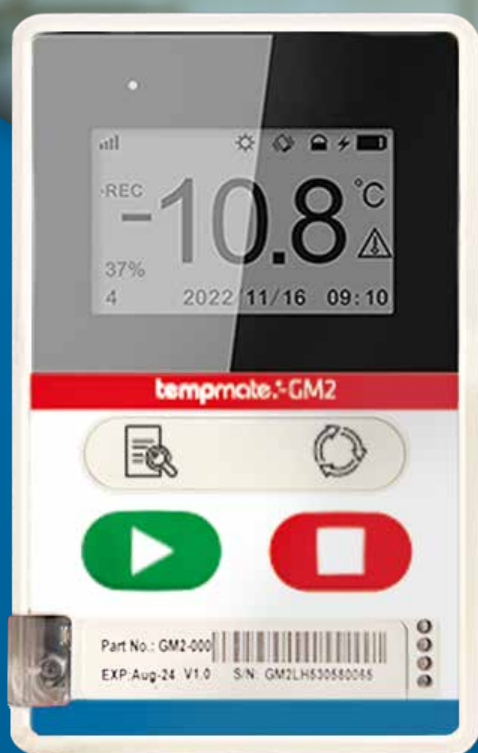 REC
-10.8 °C
37%
4 2022/11/16 09:10
tempmate.-GM2
Part No.: GM2-000
EXP:Aug-24 V1.0 S/N: GM2LH530580065